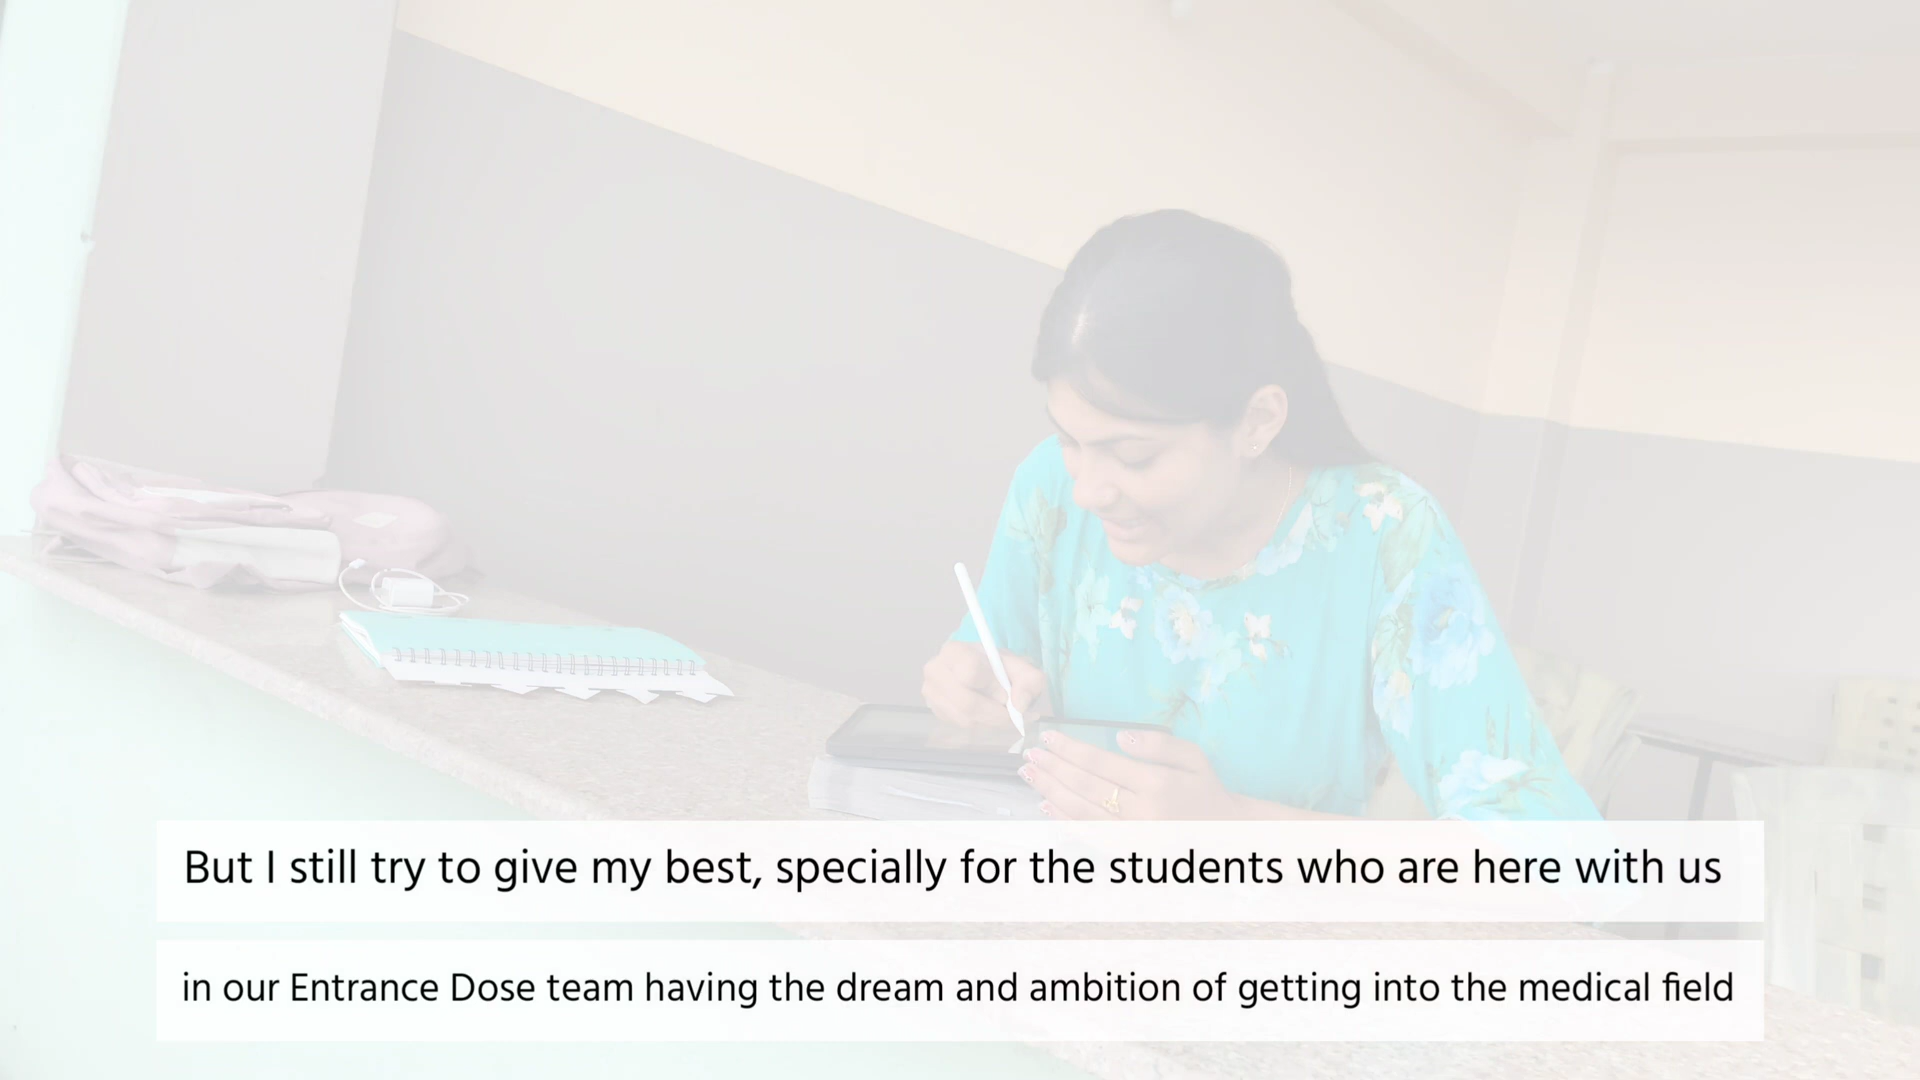 But I still try to give my best, specially for the students who are here with us
in our Entrance Dose team having the dream and ambition of getting into the medical field